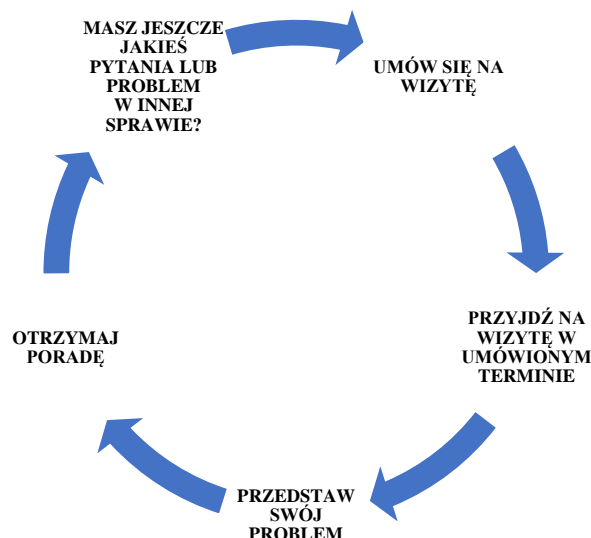 MASZ JESZCZE
JAKIEŚ
PYTANIA LUB
PROBLEM
W INNEJ
SPRAWIE?
UMÓW SIĘ NA
WIZYTĘ
PRZYJDŹ NA
WIZYTĘ W
UMÓWIONYM
TERMINIE
PRZEDSTAW
SWÓJ
PROBLEM
OTRZYMAJ
PORADĘ